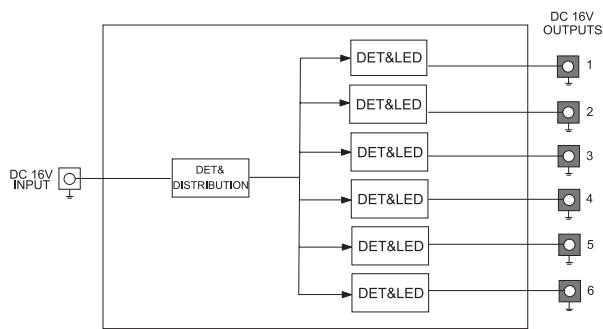 DC 16V
OUTPUTS
DET&LED
1
DET&LED
2
DET&LED
3
DC 16V
INPUT
DET&
DISTRIBUTION
DET&LED
4
DET&LED
5
DET&LED
6